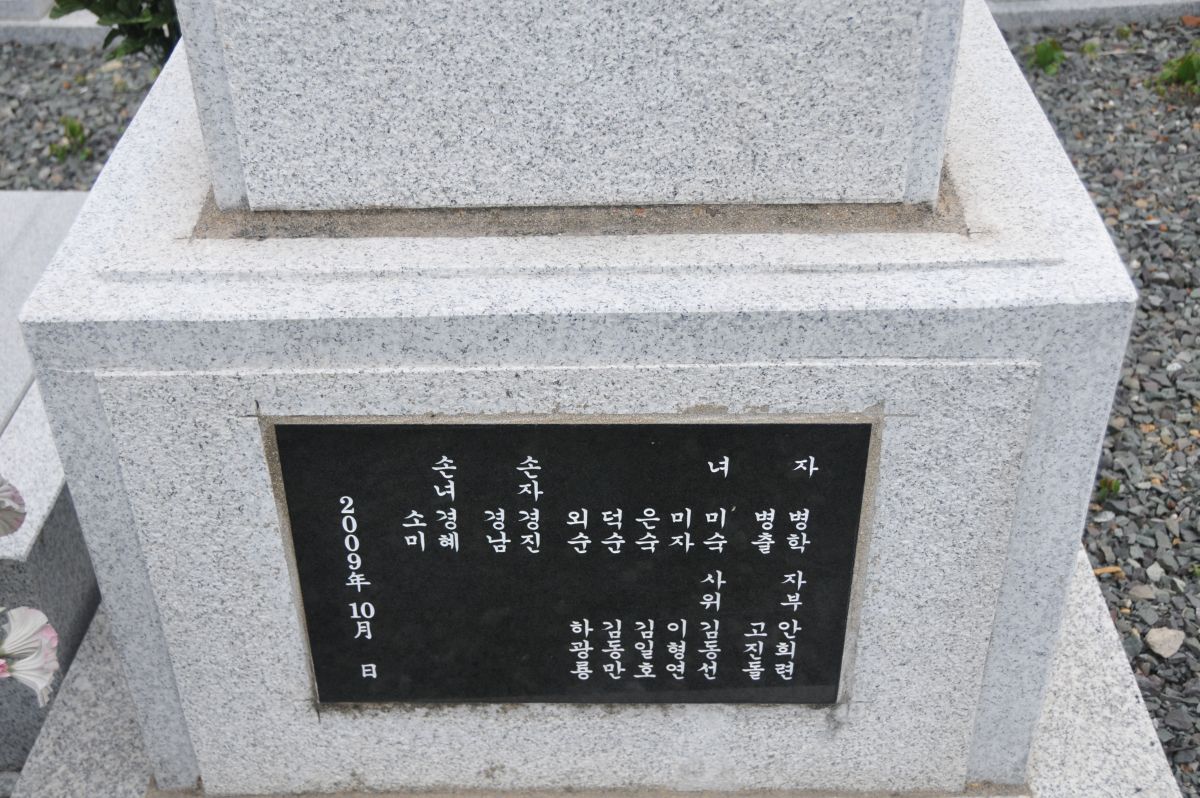 자 병학 자부 안희련
병출 고진돌
녀 미숙 사위 김동선
미자 이형연
은숙 김일호
덕순 김동만
외순 하광룡
손자 경진
경남
손녀 경혜
소미
2009年 10月 日